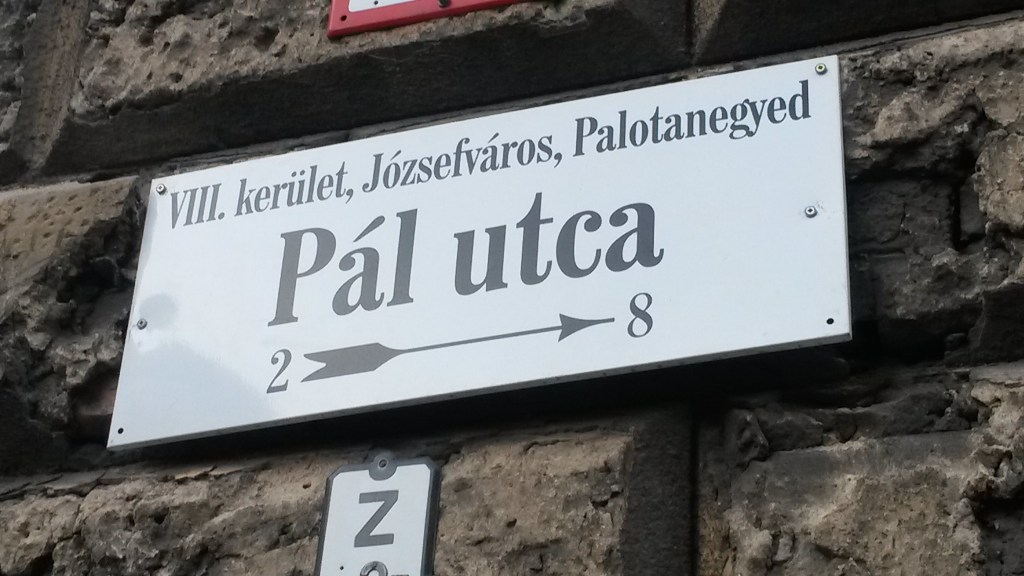 VIII. kerület, Józsefváros, Palotanegyed
Pál utca
2 8
Z